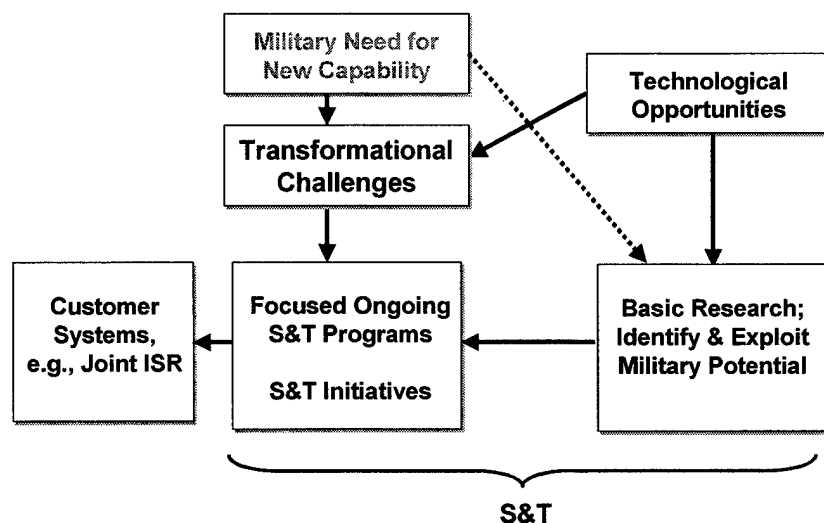 Military Need for
New Capability
Technological
Opportunities
Transformational
Challenges
Customer
Systems,
e.g., Joint ISR
Focused Ongoing
S&T Programs
S&T Initiatives
Basic Research;
Identify & Exploit
Military Potential
S&T